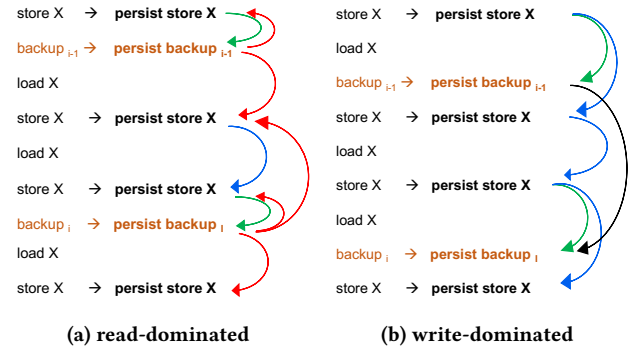 store X → persist store X
backup i-1 → persist backup i-1
load X
store X → persist store X
load X
store X → persist store X
backup i → persist backup I
load X
store X → persist store X
(a) read-dominated
store X → persist store X
load X
backup i-1 → persist backup i-1
store X → persist store X
load X
store X → persist store X
load X
backup i → persist backup I
store X → persist store X
(b) write-dominated